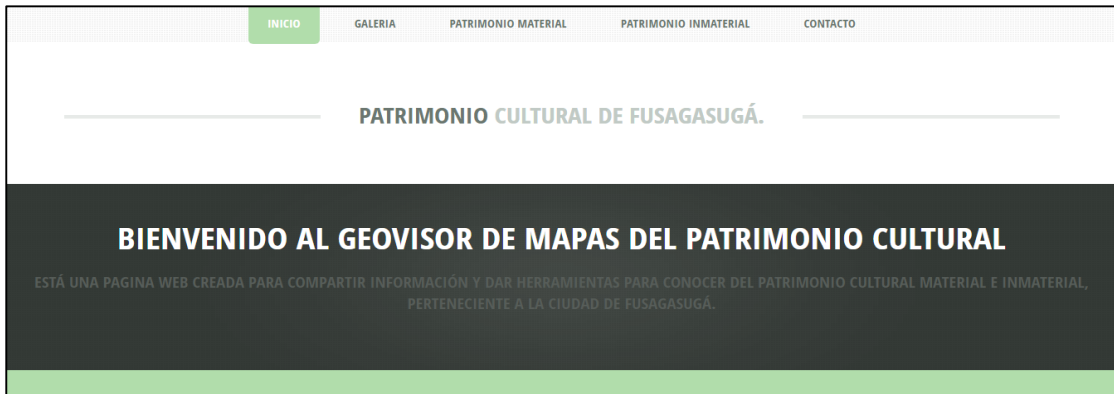 INICIO GALERIA PATRIMONIO MATERIAL PATRIMONIO INMATERIAL CONTACTO
PATRIMONIO CULTURAL DE FUSAGASUGÁ.
BIENVENIDO AL GEOVISOR DE MAPAS DEL PATRIMONIO CULTURAL
ESTÁ UNA PAGINA WEB CREADA PARA COMPARTIR INFORMACIÓN Y DAR HERRAMIENTAS PARA CONOCER DEL PATRIMONIO CULTURAL MATERIAL E INMATERIAL,
PERTENECIENTE A LA CIUDAD DE FUSAGASUGÁ.